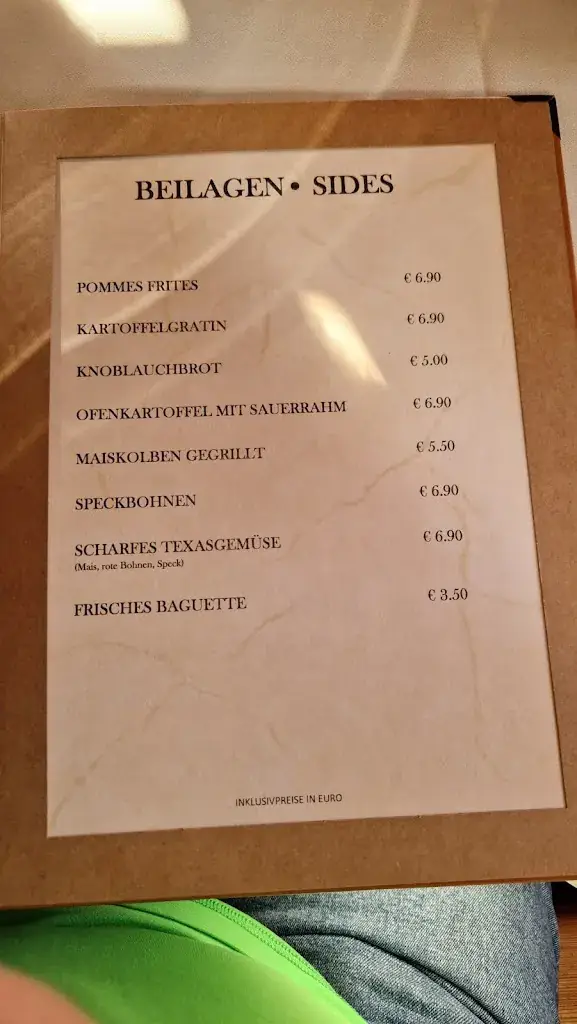 BEILAGEN • SIDES
POMMES FRITES € 6.90
KARTOFFELGRATIN € 6.90
KNOBLAUCHBROT € 5.00
OFENKARTOFFEL MIT SAUERRAHM € 6.90
MAISKOLBEN GEGRILLT € 5.50
SPECKBOHNEN € 6.90
SCHARFES TEXASGEMÜSE € 6.90
(Mais, rote Bohnen, Speck)
FRISCHES BAGUETTE € 3.50
INKLUSIVPREISE IN EURO